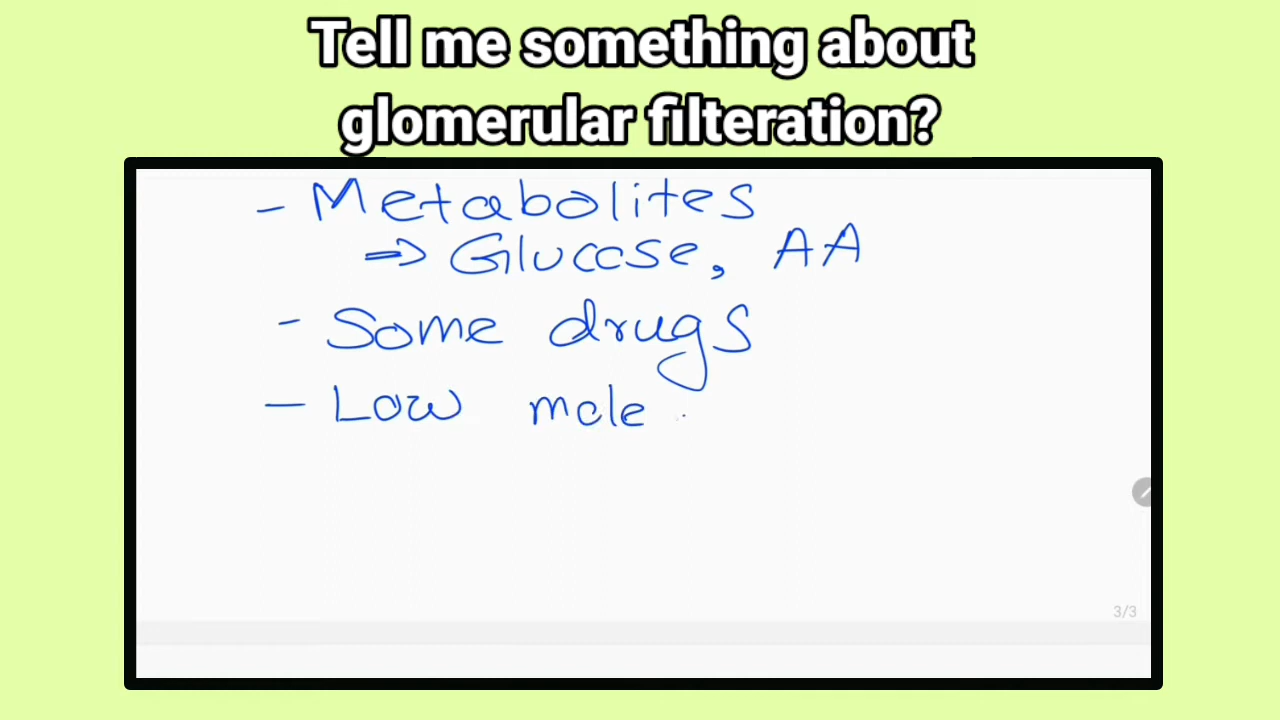 Tell me something about
glomerular filteration?
- Metabolites
⇒ Glucose, AA
- Some drugs
- Low mole
3/3